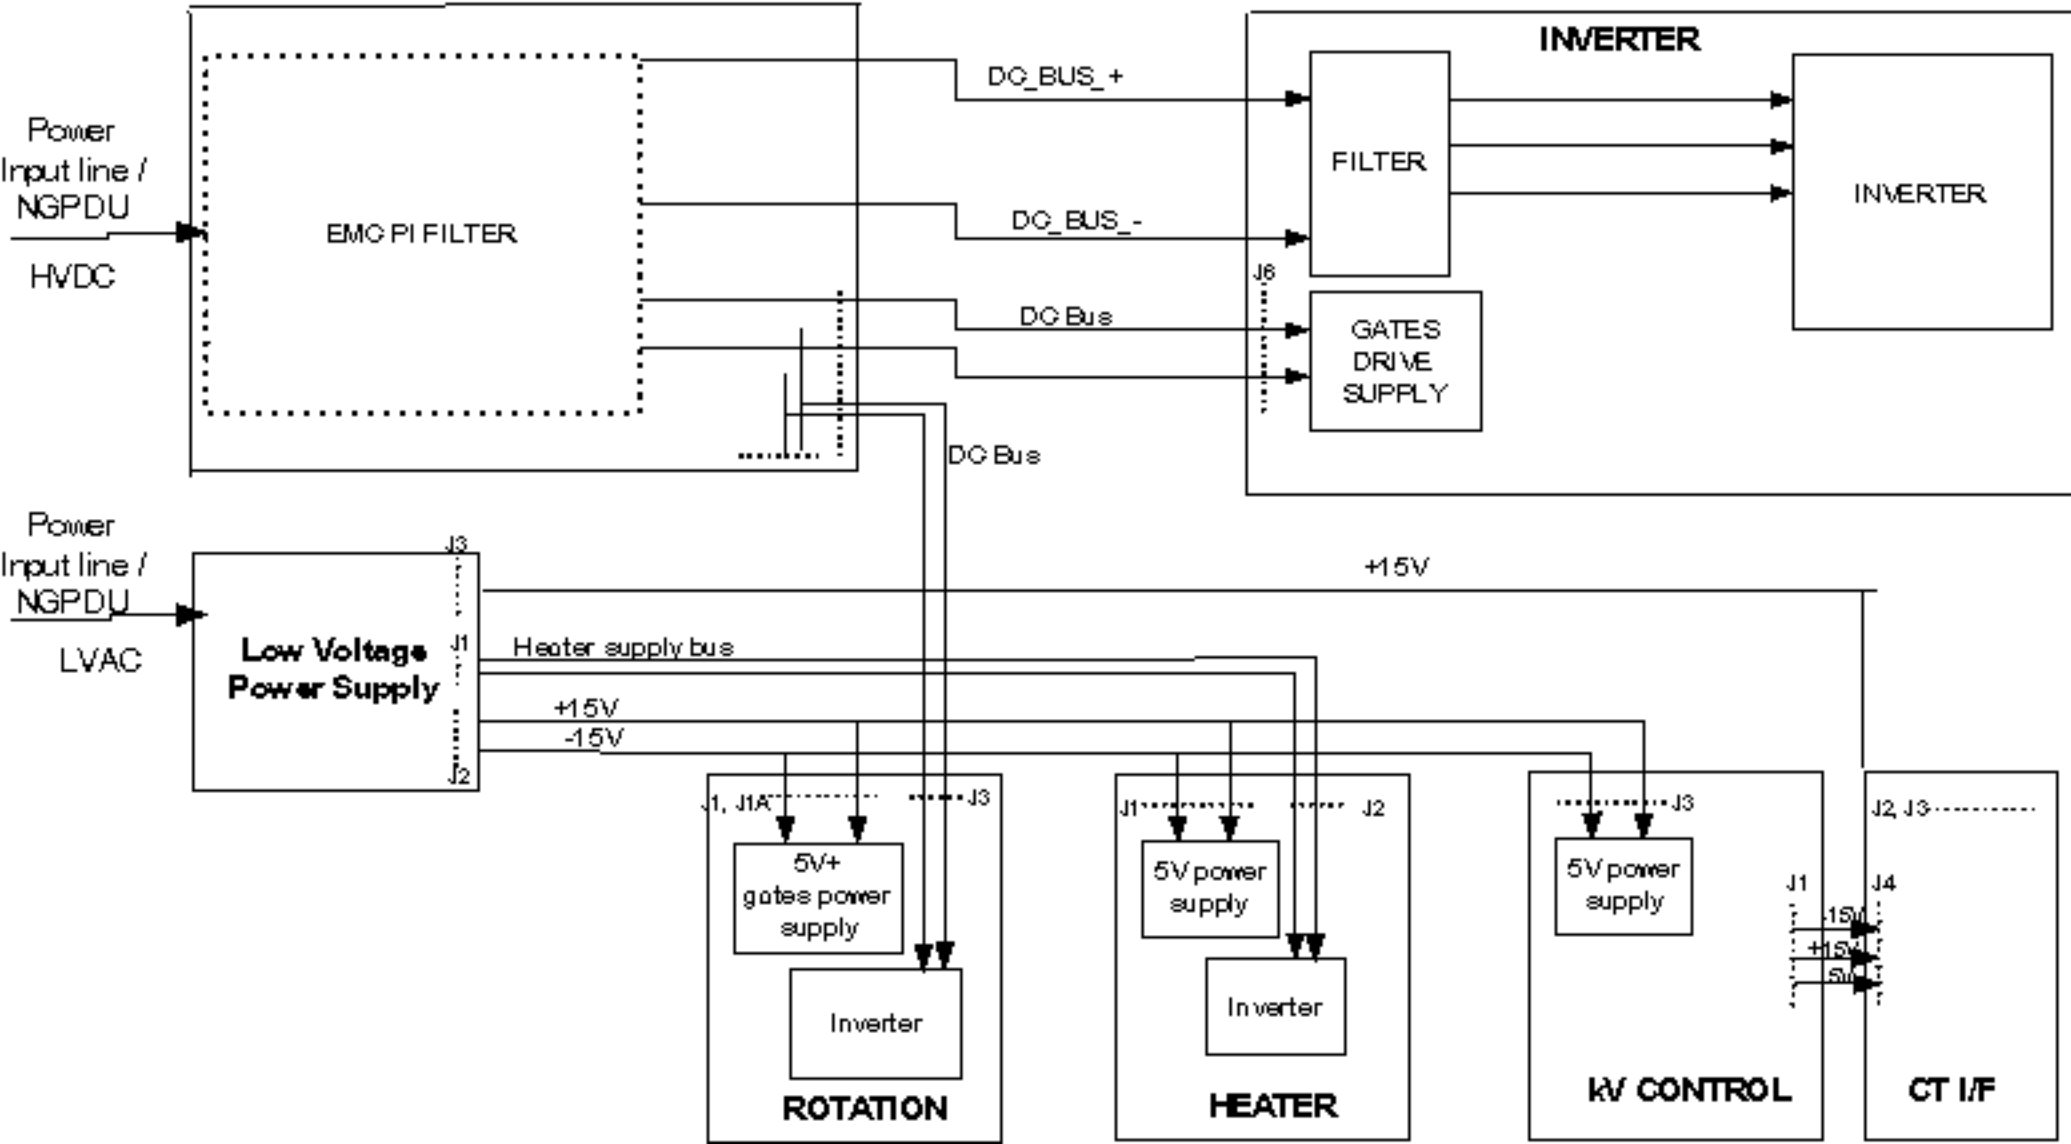 INVERTER
DC_BUS_+
Power
Input line /
NGPDU
HVDC
EMC PI FILTER
FILTER
INVERTER
DC_BUS_-
J6
DC Bus
GATES
DRIVE
SUPPLY
DC Bus
Power
Input line /
NGPDU
LVAC
J3
+15V
Low Voltage
Power Supply
J1
Heater supply bus
+15V
-15V
J2
J1, J1A
J3
5V+
gates power
supply
Inverter
ROTATION
J1
J2
5V power
supply
Inverter
HEATER
J3
5V power
supply
J1
kV CONTROL
J2, J3
J4
-15V
+15V
5V
CT I/F